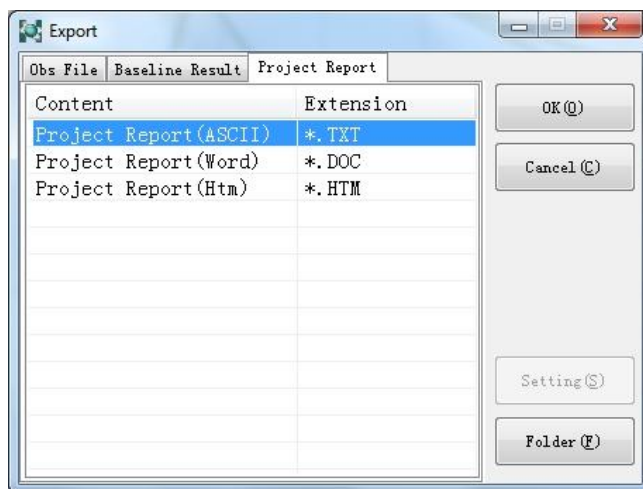 Export
Obs File Baseline Result Project Report
Content Extension
Project Report(ASCII) *.TXT
Project Report(Word) *.DOC
Project Report(Htm) *.HTM
OK(O)
Cancel(C)
Setting(S)
Folder(F)